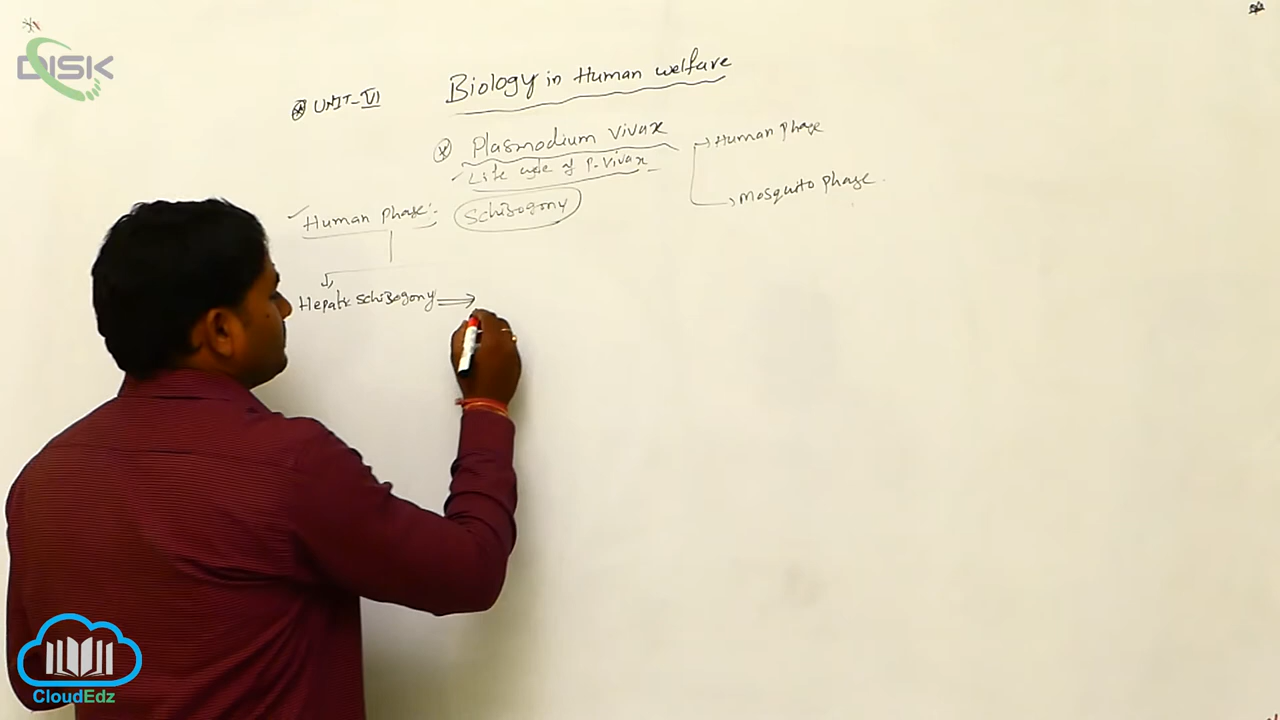 DISK
UNIT-VI
Biology in Human welfare
Plasmodium vivax
Life cycle of P-vivax
Human phase
Mosquito phase
Human phase:- Schizogony
Hepatic schizogony
CloudEdz